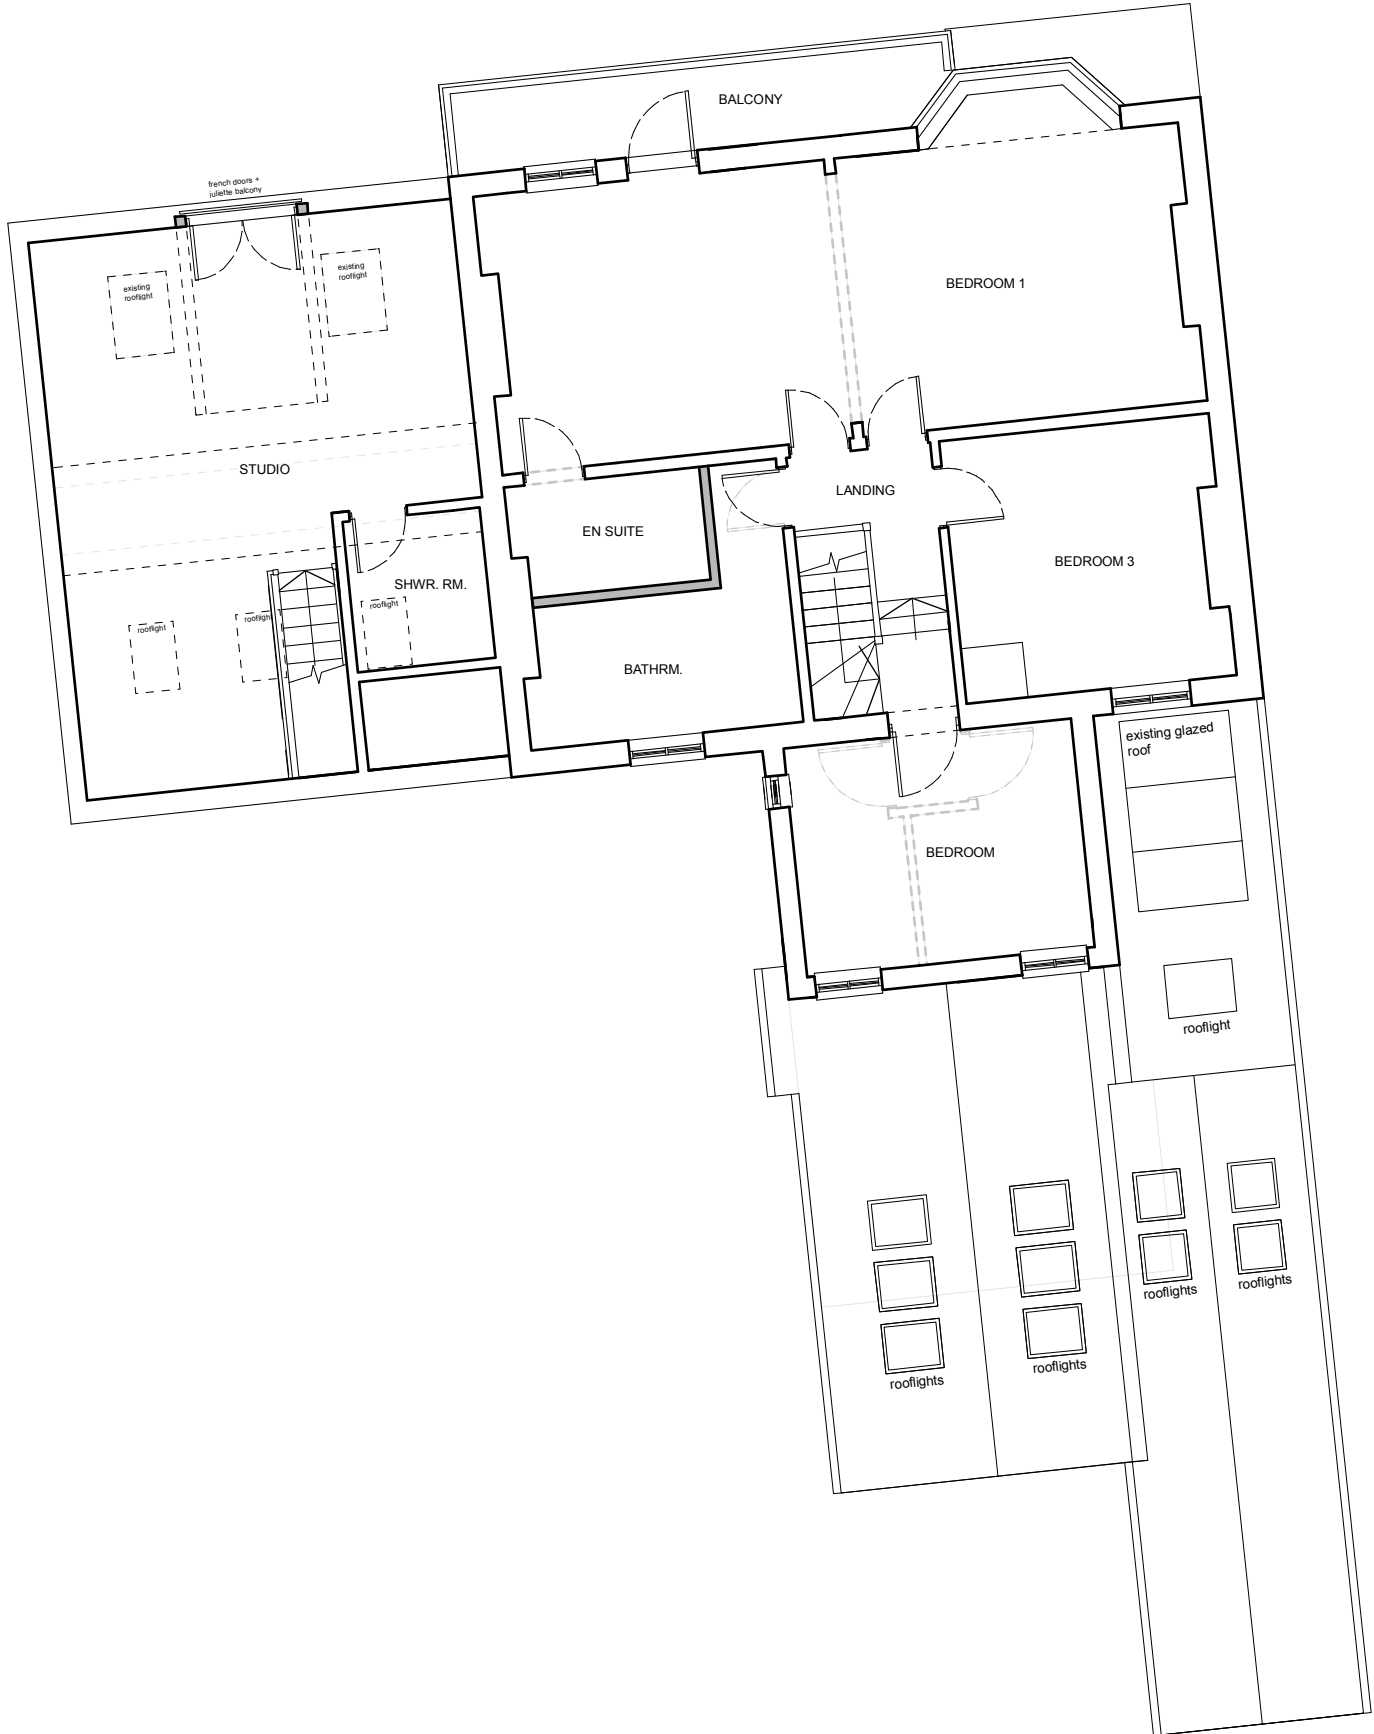 BALCONY
french doors +
juliette balcony
existing
rooflight
existing
rooflight
BEDROOM 1
STUDIO
LANDING
EN SUITE
BEDROOM 3
SHWR. RM.
rooflight
rooflight
rooflight
BATHRM.
existing glazed
roof
BEDROOM
rooflight
rooflights
rooflights
rooflights
rooflights